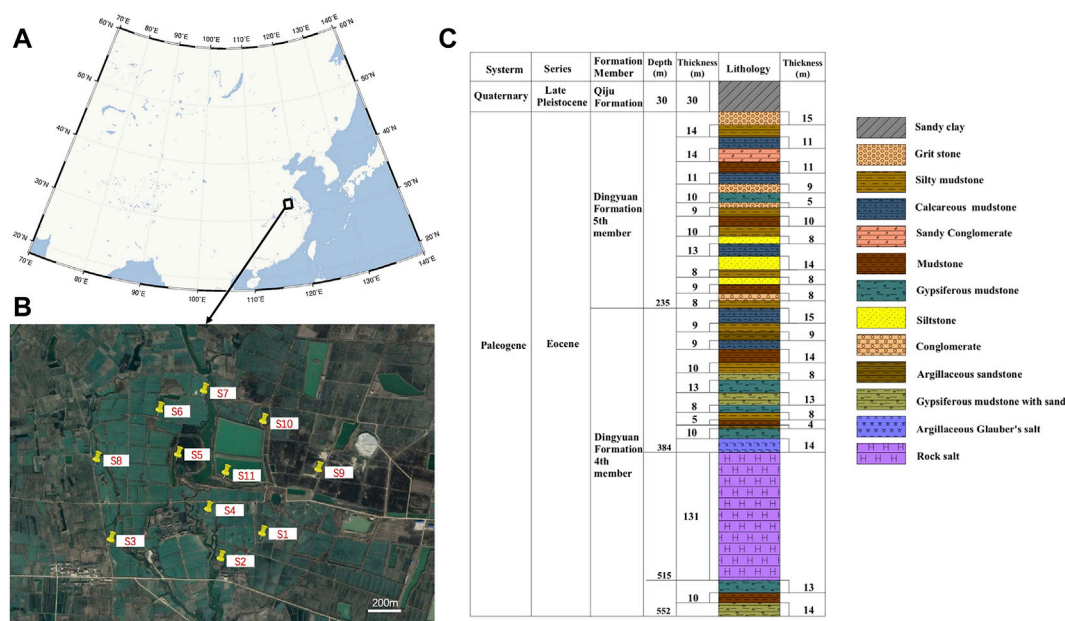 A
60°N
70°E
80°E
90°E
100°E
110°E
120°E
130°E
140°E
60°N
50°N
50°N
40°N
40°N
30°N
30°N
20°N
20°N
70°E
80°E
90°E
100°E
110°E
120°E
130°E
140°E
B
S7
S6
S10
S5
S8
S11
S9
S4
S1
S3
S2
200m
C
Systerm
Series
Formation
Member
Depth
(m)
Thickness
(m)
Lithology
Thickness
(m)
Quaternary
Late
Pleistocene
Qiju
Formation
30
30
Paleogene
Eocene
Dingyuan
Formation
5th
member
235
Dingyuan
Formation
4th
member
384
515
552
14
14
11
10
9
10
13
8
9
8
9
9
10
13
8
5
10
131
10
15
11
11
9
5
10
8
14
8
8
15
9
14
8
13
8
4
14
13
14
Sandy clay
Grit stone
Silty mudstone
Calcareous mudstone
Sandy Conglomerate
Mudstone
Gypsiferous mudstone
Siltstone
Conglomerate
Argillaceous sandstone
Gypsiferous mudstone with sand
Argillaceous Glauber's salt
Rock salt